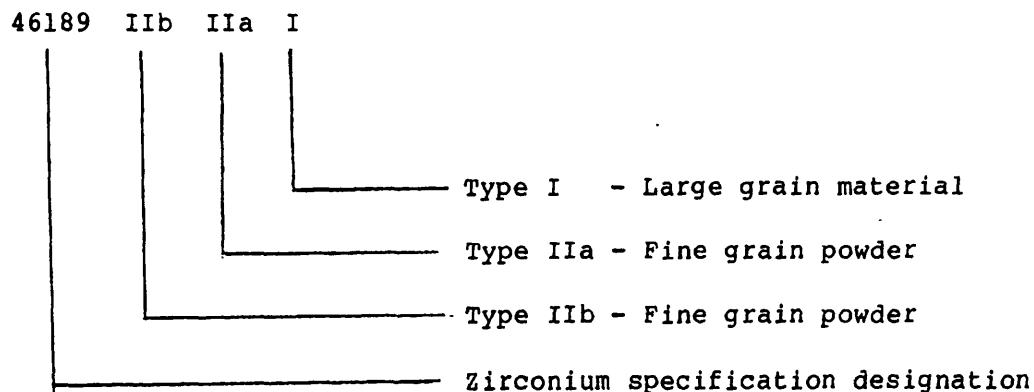 46189 IIb IIa I
Type I - Large grain material
Type IIa - Fine grain powder
Type IIb - Fine grain powder
Zirconium specification designation